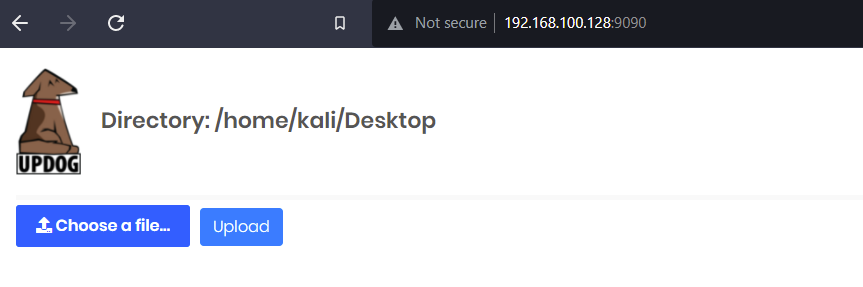 Not secure 192.168.100.128:9090
Directory: /home/kali/Desktop
UPDOG
Choose a file... Upload